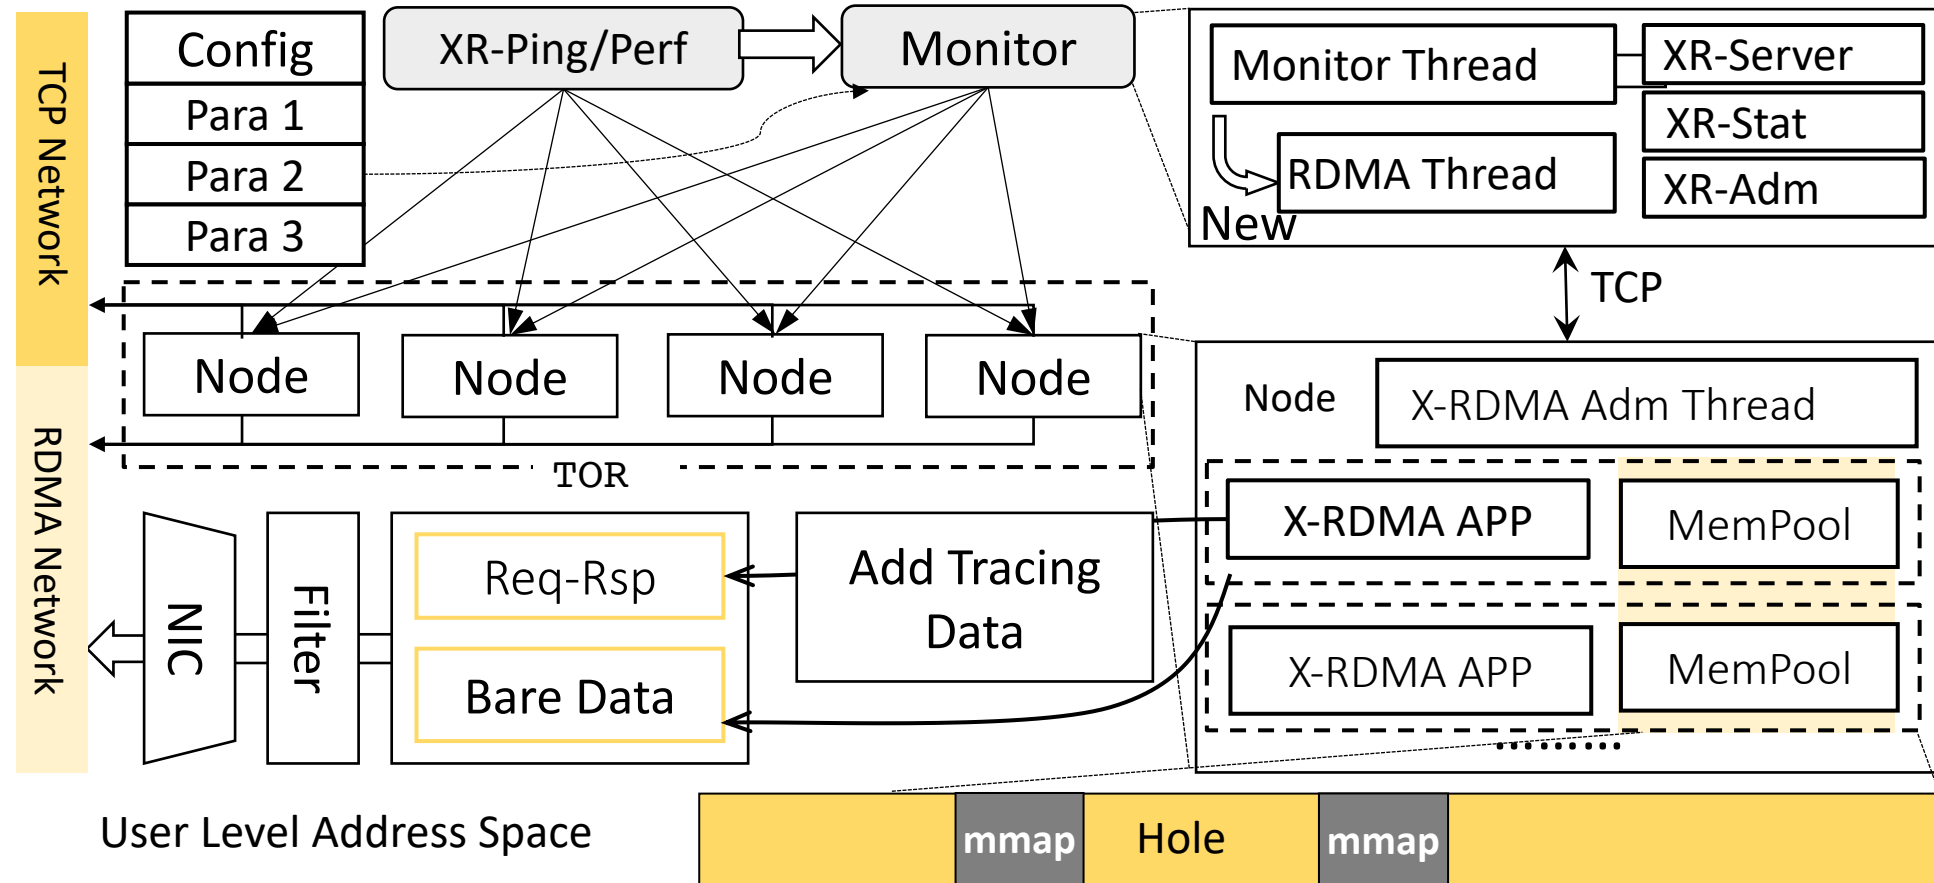 TCP Network
RDMA Network
Config
Para 1
Para 2
Para 3
XR-Ping/Perf
Monitor
Monitor Thread
RDMA Thread
New
XR-Server
XR-Stat
XR-Adm
TCP
Node
Node
Node
Node
TOR
Node
X-RDMA Adm Thread
X-RDMA APP
MemPool
X-RDMA APP
MemPool
........
NIC
Filter
Req-Rsp
Bare Data
Add Tracing
Data
User Level Address Space
mmap
Hole
mmap